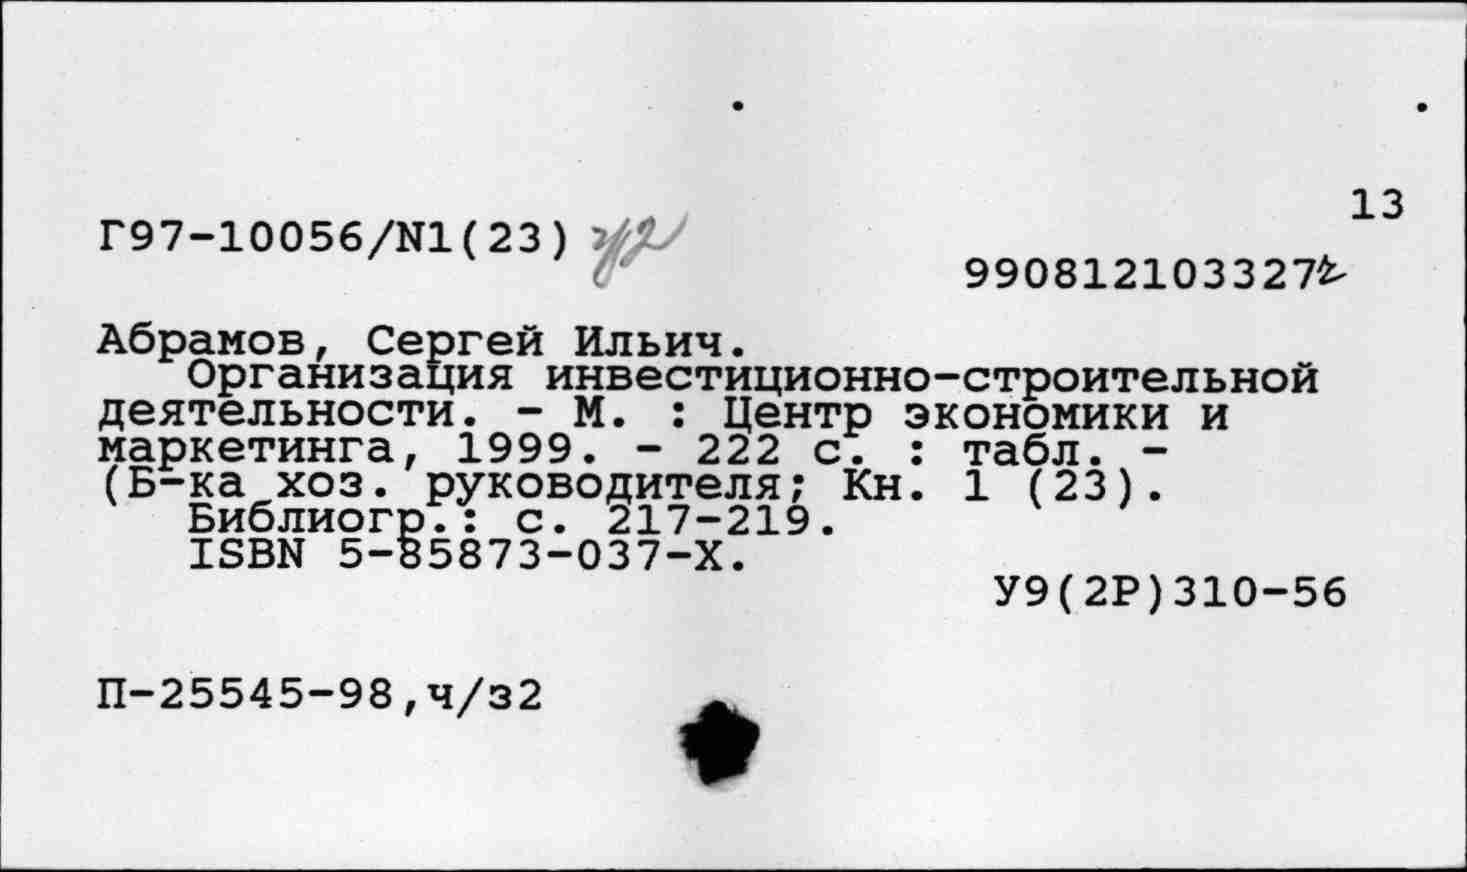 13
Г97-10056/N1(23)
990812103327
Абрамов, Сергей Ильич.
Организация инвестиционно-строительной
деятельности. - М. : Центр экономики и
маркетинга, 1999. - 222 с. : табл. -
(Б-ка хоз. руководителя; Кн. 1 (23).
Библиогр.: с. 217-219.
ISBN 5-85873-037-X.
У9(2Р)310-56
П-25545-98,ч/з2